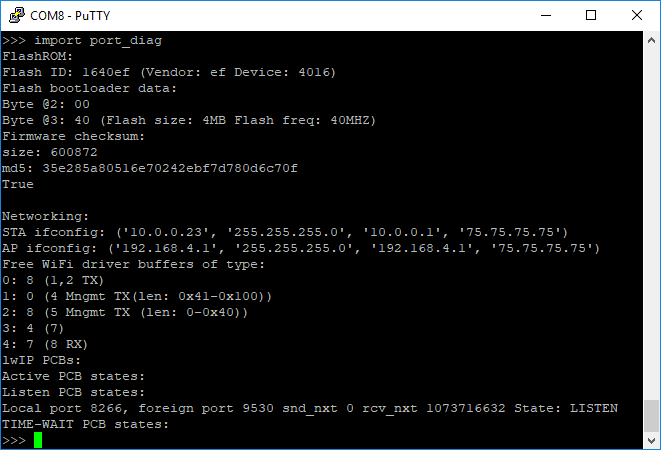 COM8 - PuTTY
>>> import port_diag
FlashROM:
Flash ID: 1640ef (Vendor: ef Device: 4016)
Flash bootloader data:
Byte @2: 00
Byte @3: 40 (Flash size: 4MB Flash freq: 40MHZ)
Firmware checksum:
size: 600872
md5: 35e285a80516e70242ebf7d780d6c70f
True
Networking:
STA ifconfig: ('10.0.0.23', '255.255.255.0', '10.0.0.1', '75.75.75.75')
AP ifconfig: ('192.168.4.1', '255.255.255.0', '192.168.4.1', '75.75.75.75')
Free WiFi driver buffers of type:
0: 8 (1,2 TX)
1: 0 (4 Mngmt TX(len: 0x41-0x100))
2: 8 (5 Mngmt TX (len: 0-0x40))
3: 4 (7)
4: 7 (8 RX)
lwIP PCBs:
Active PCB states:
Listen PCB states:
Local port 8266, foreign port 9530 snd_nxt 0 rcv_nxt 1073716632 State: LISTEN
TIME-WAIT PCB states:
>>>